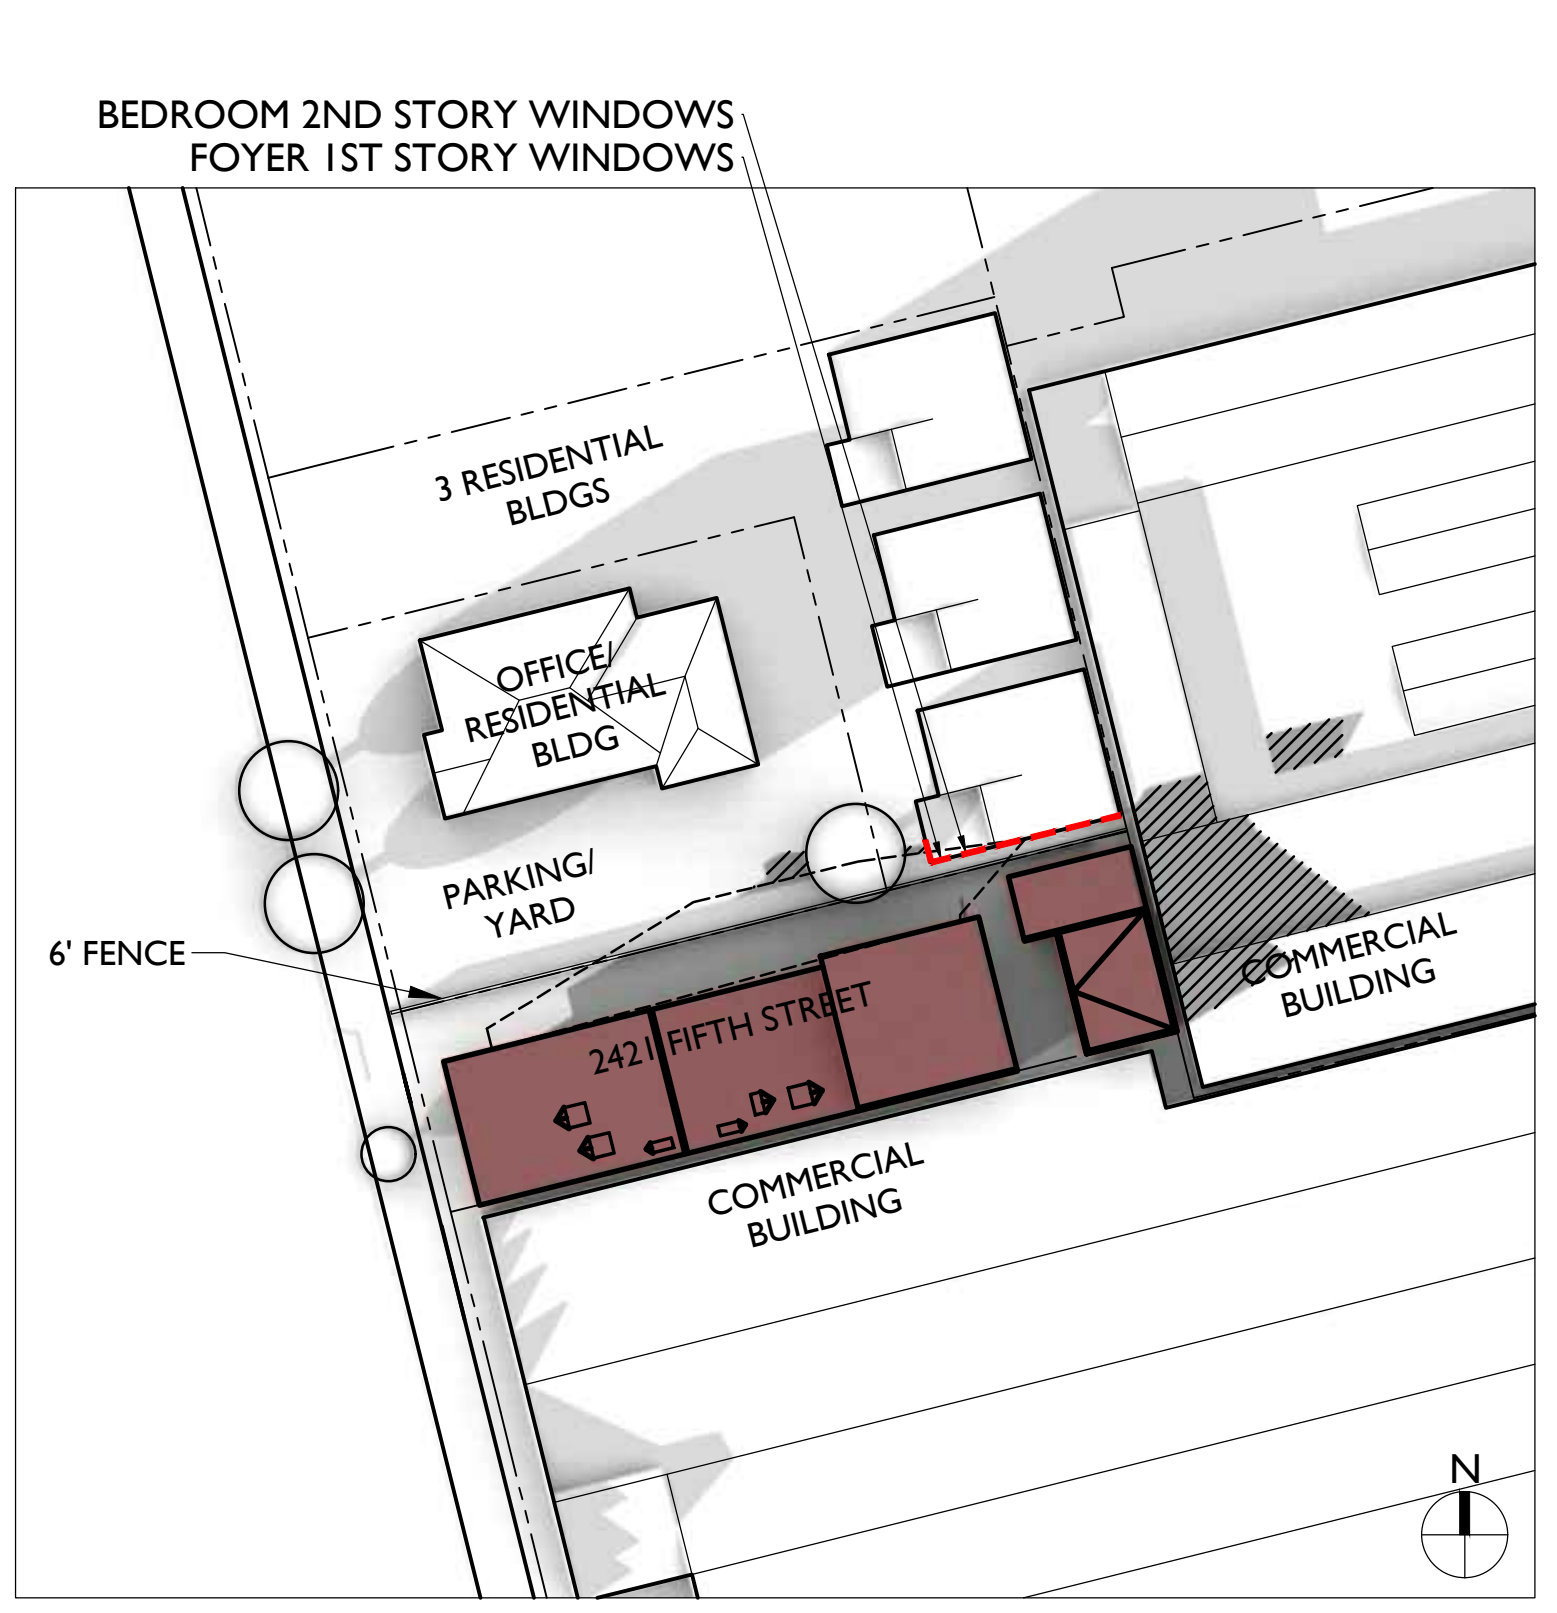 BEDROOM 2ND STORY WINDOWS
FOYER 1ST STORY WINDOWS
3 RESIDENTIAL
BLDGS
OFFICE/
RESIDENTIAL
BLDG
PARKING/
YARD
6' FENCE
COMMERCIAL
BUILDING
2421 FIFTH STREET
COMMERCIAL
BUILDING
N